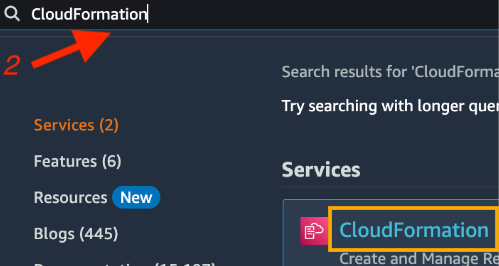 CloudFormation
2
Search results for 'CloudForma
Try searching with longer que
Services (2)
Features (6)
Resources New
Blogs (445)
Services
CloudFormation
Create and Manage Re